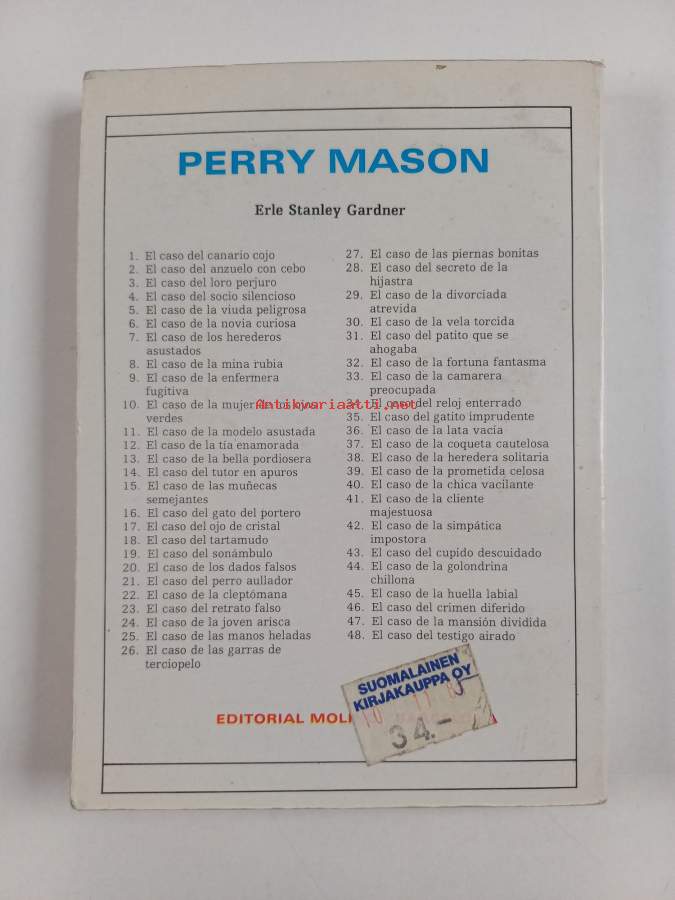 PERRY MASON
Erle Stanley Gardner
1. El caso del canario cojo
2. El caso del anzuelo con cebo
3. El caso del loro perjuro
4. El caso del socio silencioso
5. El caso de la viuda peligrosa
6. El caso de la novia curiosa
7. El caso de los herederos
asustados
8. El caso de la mina rubia
9. El caso de la enfermera
fugitiva
10. El caso de la mujer de los ojos
verdes
11. El caso de la modelo asustada
12. El caso de la tía enamorada
13. El caso de la bella pordiosera
14. El caso del tutor en apuros
15. El caso de las muñecas
semejantes
16. El caso del gato del portero
17. El caso del ojo de cristal
18. El caso del tartamudo
19. El caso del sonámbulo
20. El caso de los dados falsos
21. El caso del perro aullador
22. El caso de la cleptómana
23. El caso del retrato falso
24. El caso de la joven arisca
25. El caso de las manos heladas
26. El caso de las garras de
terciopelo
27. El caso de las piernas bonitas
28. El caso del secreto de la
hijastra
29. El caso de la divorciada
atrevida
30. El caso de la vela torcida
31. El caso del patito que se
ahogaba
32. El caso de la fortuna fantasma
33. El caso de la camarera
preocupada
34. El caso del reloj enterrado
35. El caso del gatito imprudente
36. El caso de la lata vacía
37. El caso de la coqueta cautelosa
38. El caso de la heredera solitaria
39. El caso de la prometida celosa
40. El caso de la chica vacilante
41. El caso de la cliente
majestuosa
42. El caso de la simpática
impostora
43. El caso del cupido descuidado
44. El caso de la golondrina
chillona
45. El caso de la huella labial
46. El caso del crimen diferido
47. El caso de la mansión dividida
48. El caso del testigo airado
Antikvariaatti.net
EDITORIAL
SUOMALAINEN
KIRJAKAUPPA OY
34.-